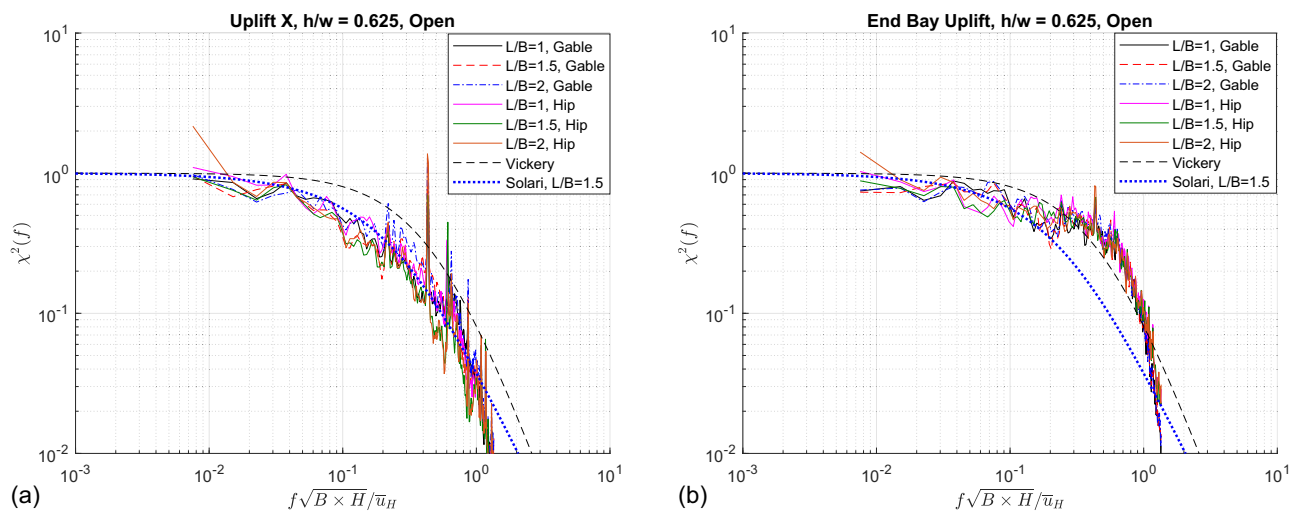 Uplift X, h/w = 0.625, Open
10^1
10^0
10^-1
10^-2
χ²(f)
10^-3
10^-2
10^-1
10^0
10^1
f√(B × H)/ū_H
L/B=1, Gable
L/B=1.5, Gable
L/B=2, Gable
L/B=1, Hip
L/B=1.5, Hip
L/B=2, Hip
Vickery
Solari, L/B=1.5
(a)
End Bay Uplift, h/w = 0.625, Open
10^1
10^0
10^-1
10^-2
χ²(f)
10^-3
10^-2
10^-1
10^0
10^1
f√(B × H)/ū_H
L/B=1, Gable
L/B=1.5, Gable
L/B=2, Gable
L/B=1, Hip
L/B=1.5, Hip
L/B=2, Hip
Vickery
Solari, L/B=1.5
(b)